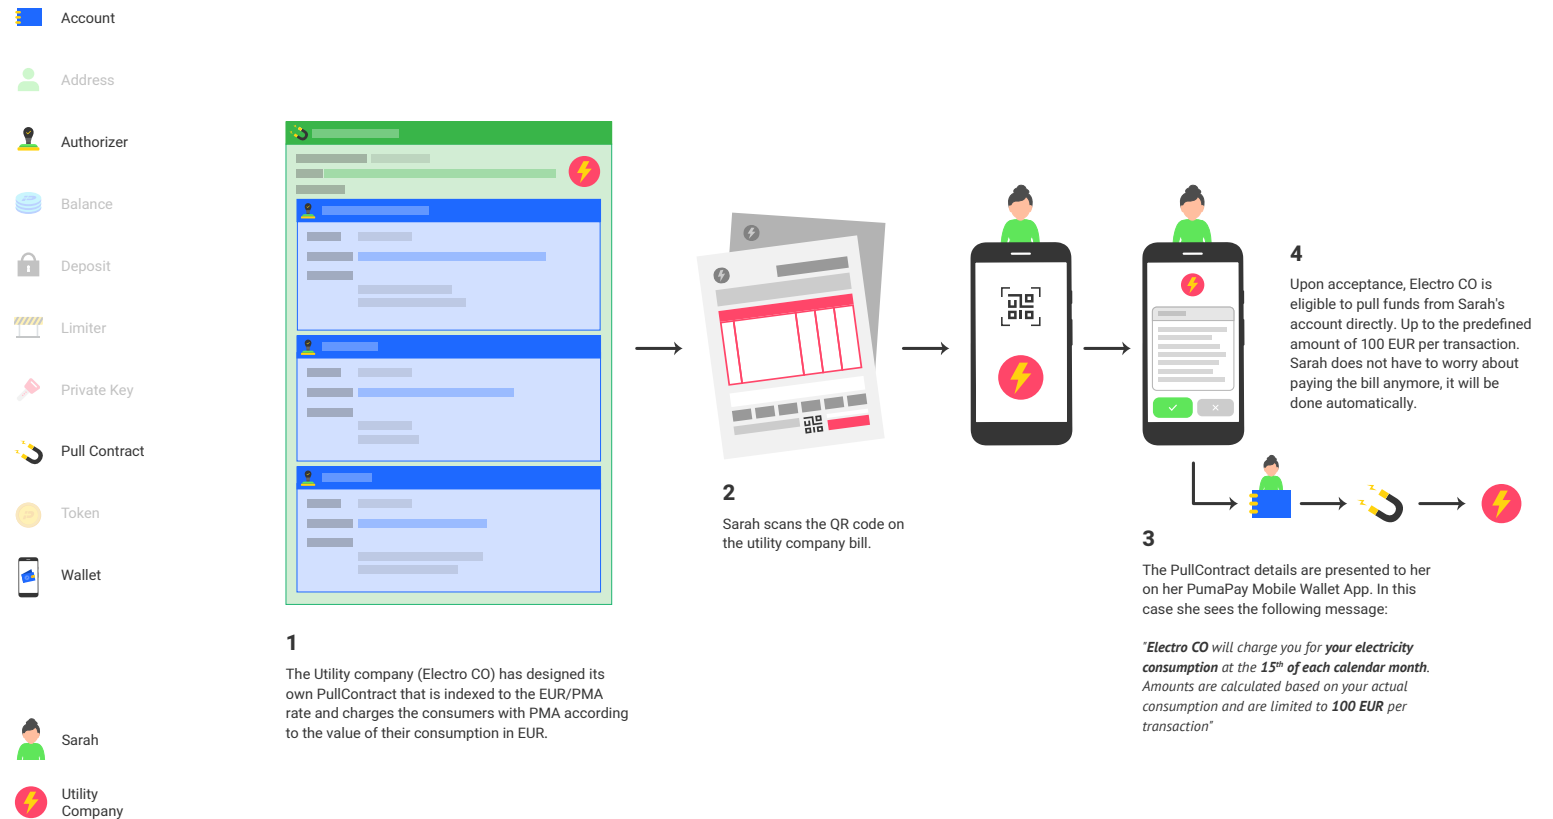 Account
Address
Authorizer
Balance
Deposit
Limiter
Private Key
Pull Contract
Token
Wallet
Sarah
Utility
Company
1
The Utility company (Electro CO) has designed its
own PullContract that is indexed to the EUR/PMA
rate and charges the consumers with PMA according
to the value of their consumption in EUR.
2
Sarah scans the QR code on
the utility company bill.
3
The PullContract details are presented to her
on her PumaPay Mobile Wallet App. In this
case she sees the following message:
"Electro CO will charge you for your electricity
consumption at the 15th of each calendar month.
Amounts are calculated based on your actual
consumption and are limited to 100 EUR per
transaction"
4
Upon acceptance, Electro CO is
eligible to pull funds from Sarah's
account directly. Up to the predefined
amount of 100 EUR per transaction.
Sarah does not have to worry about
paying the bill anymore, it will be
done automatically.